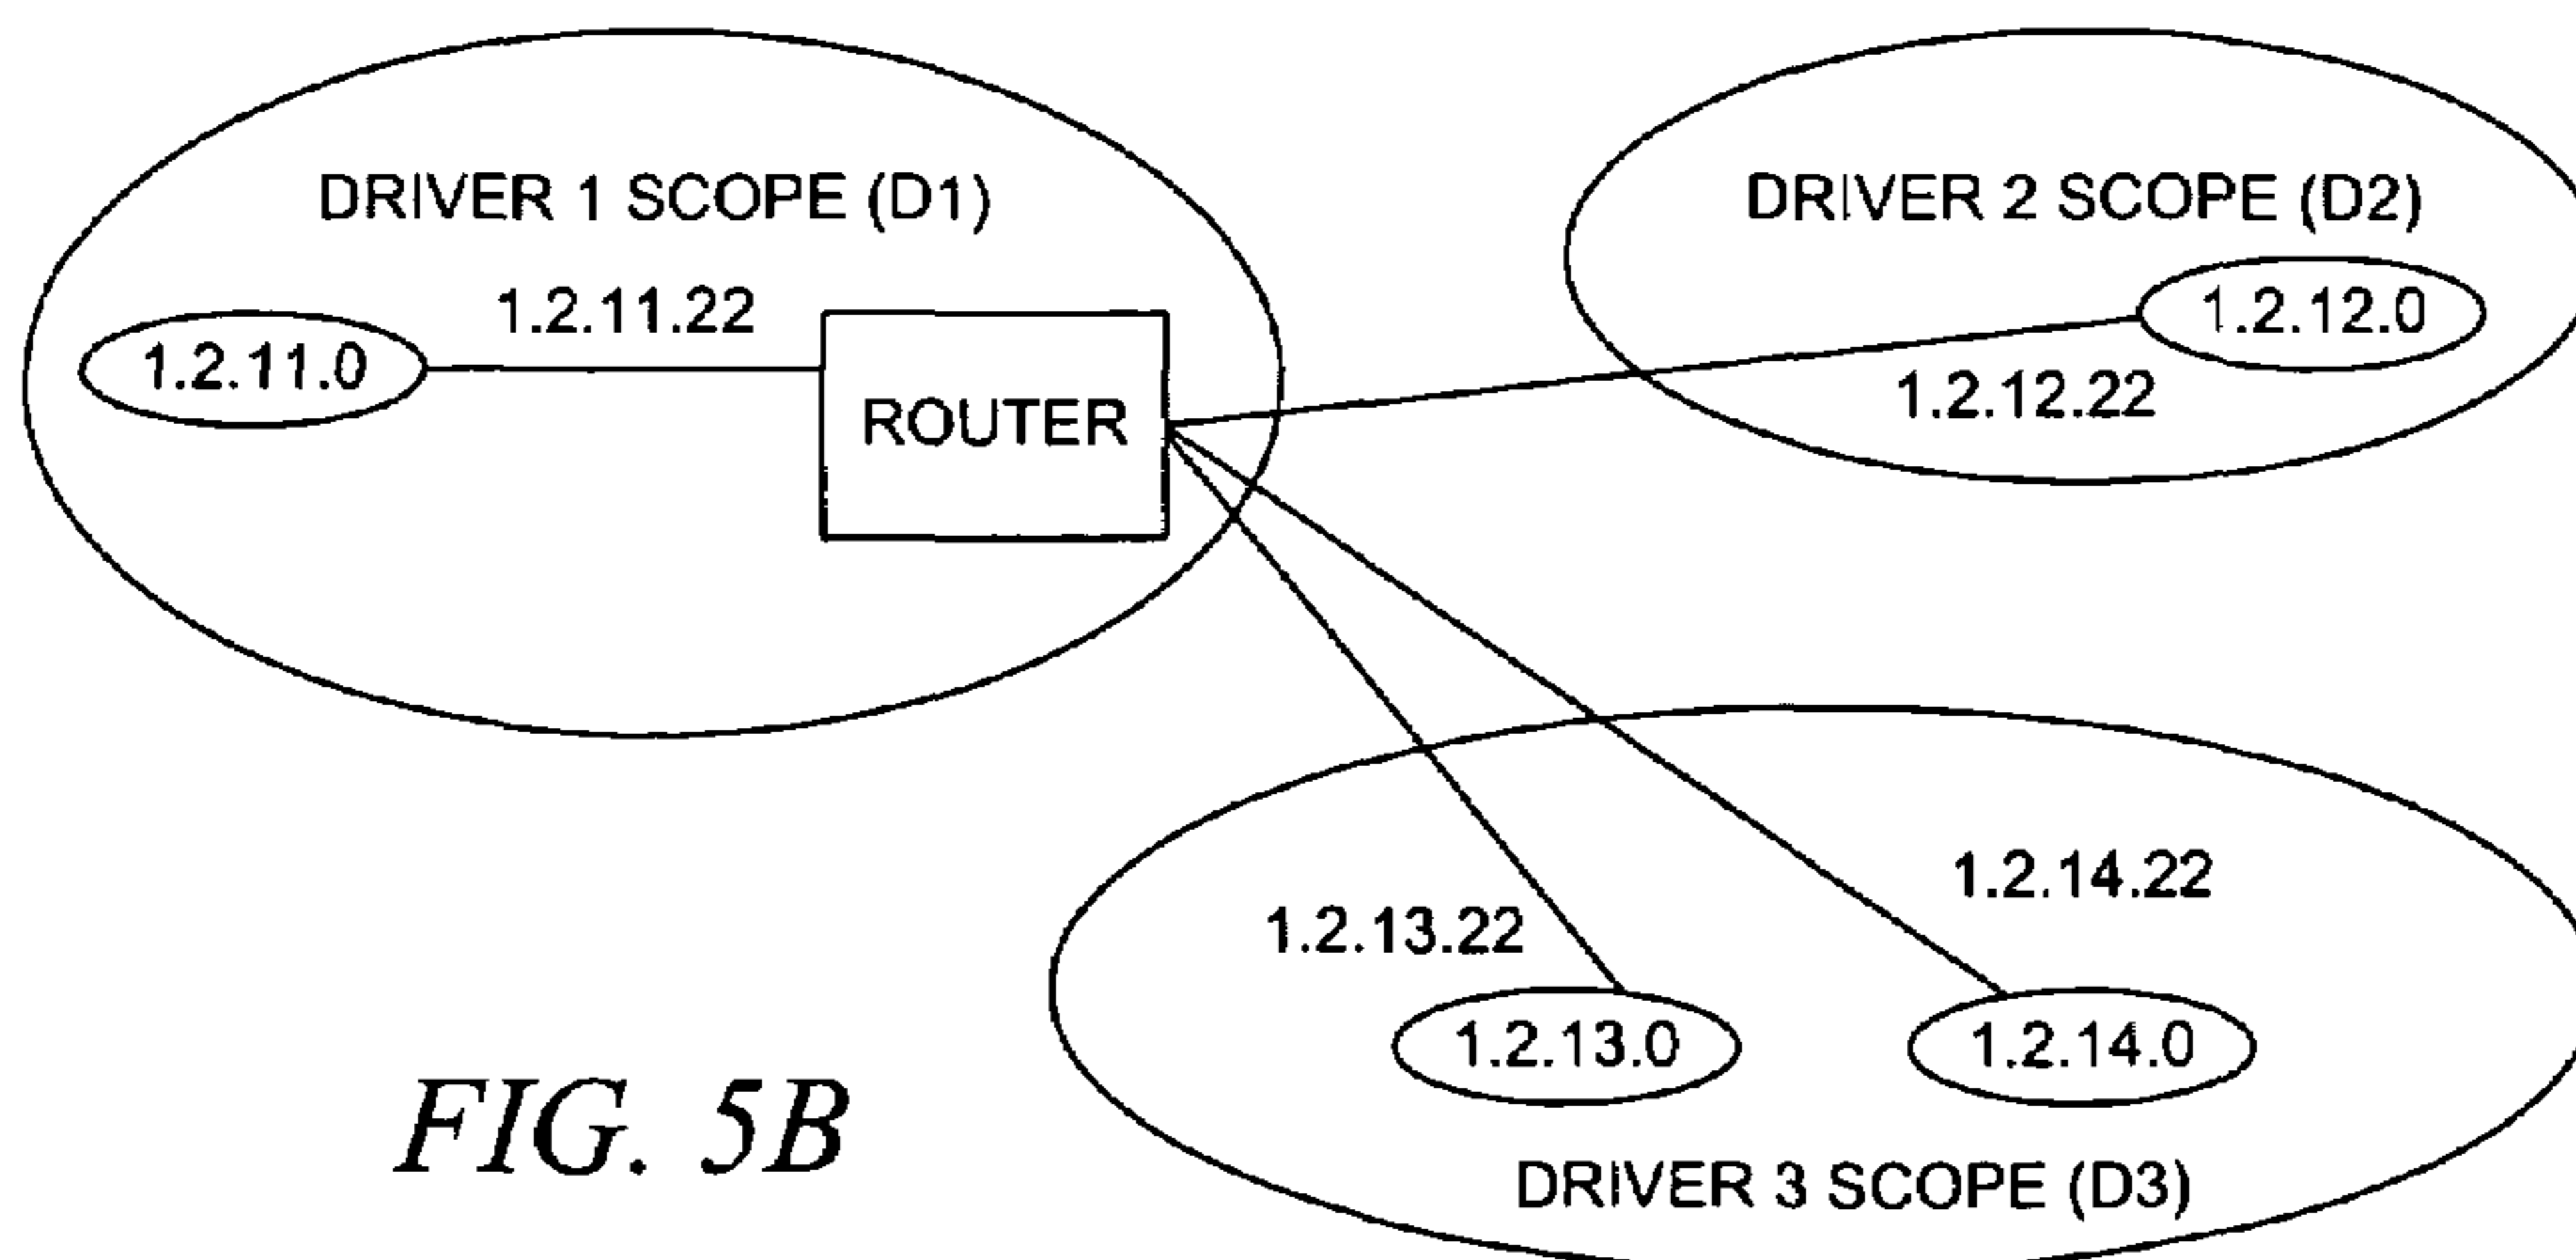 DRIVER 1 SCOPE (D1)
1.2.11.22
1.2.11.0
ROUTER
DRIVER 2 SCOPE (D2)
1.2.12.0
1.2.12.22
1.2.14.22
1.2.13.22
1.2.13.0
1.2.14.0
DRIVER 3 SCOPE (D3)
FIG. 5B